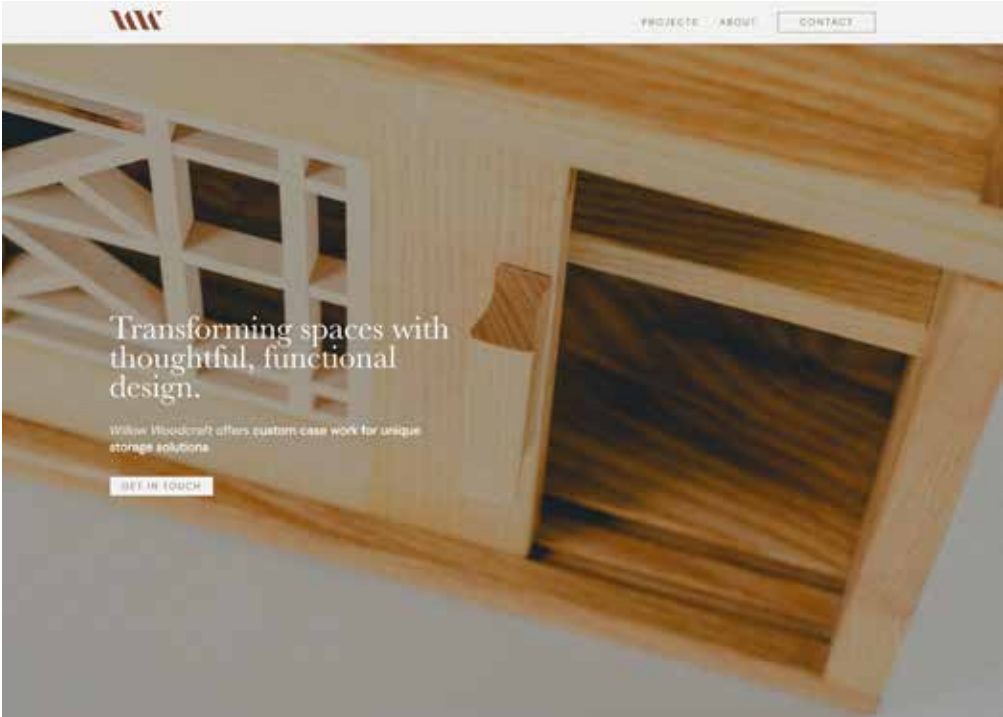 WW
PROJECTS ABOUT CONTACT
Transforming spaces with
thoughtful, functional
design.
Willow Woodcraft offers custom case work for unique
storage solutions
GET IN TOUCH